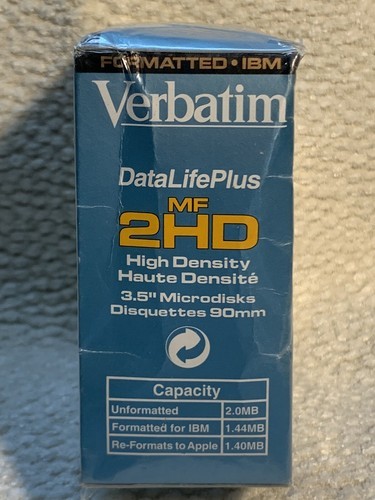 FORMATTED • IBM
Verbatim
DataLifePlus
MF
2HD
High Density
Haute Densité
3.5" Microdisks
Disquettes 90mm
Capacity
Unformatted 2.0MB
Formatted for IBM 1.44MB
Re-Formats to Apple 1.40MB